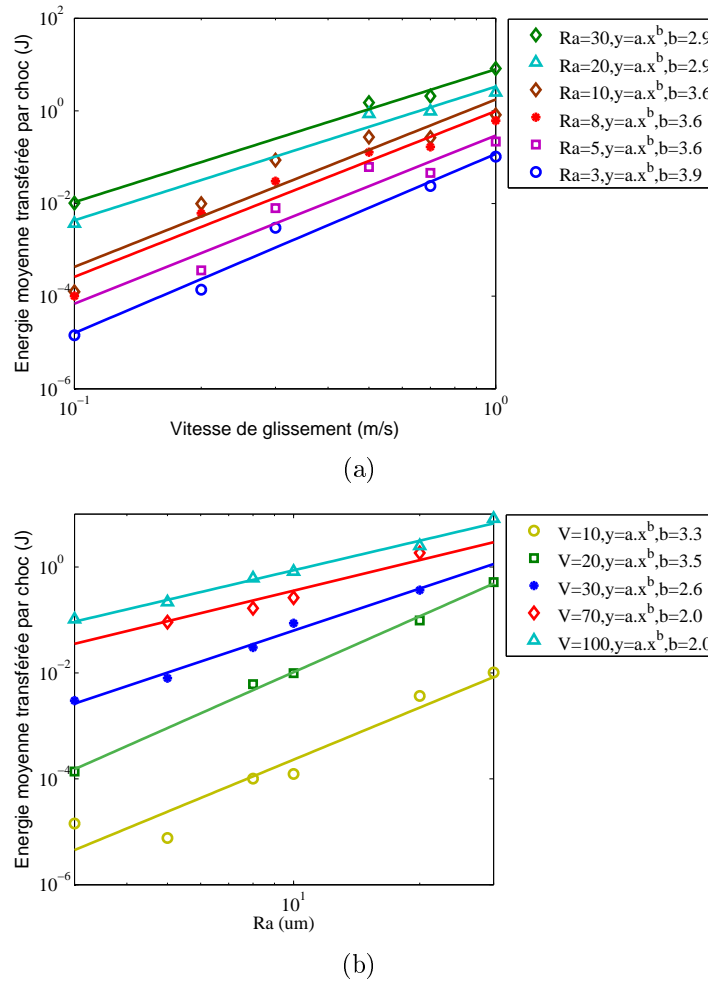 Energie moyenne transférée par choc (J)
10^2
10^0
10^-2
10^-4
10^-6
10^-1
10^0
Vitesse de glissement (m/s)
Ra=30,y=a.x^b,b=2.9
Ra=20,y=a.x^b,b=2.9
Ra=10,y=a.x^b,b=3.6
Ra=8,y=a.x^b,b=3.6
Ra=5,y=a.x^b,b=3.6
Ra=3,y=a.x^b,b=3.9
(a)
Energie moyenne transférée par choc (J)
10^0
10^-2
10^-4
10^-6
10^1
Ra (um)
V=10,y=a.x^b,b=3.3
V=20,y=a.x^b,b=3.5
V=30,y=a.x^b,b=2.6
V=70,y=a.x^b,b=2.0
V=100,y=a.x^b,b=2.0
(b)